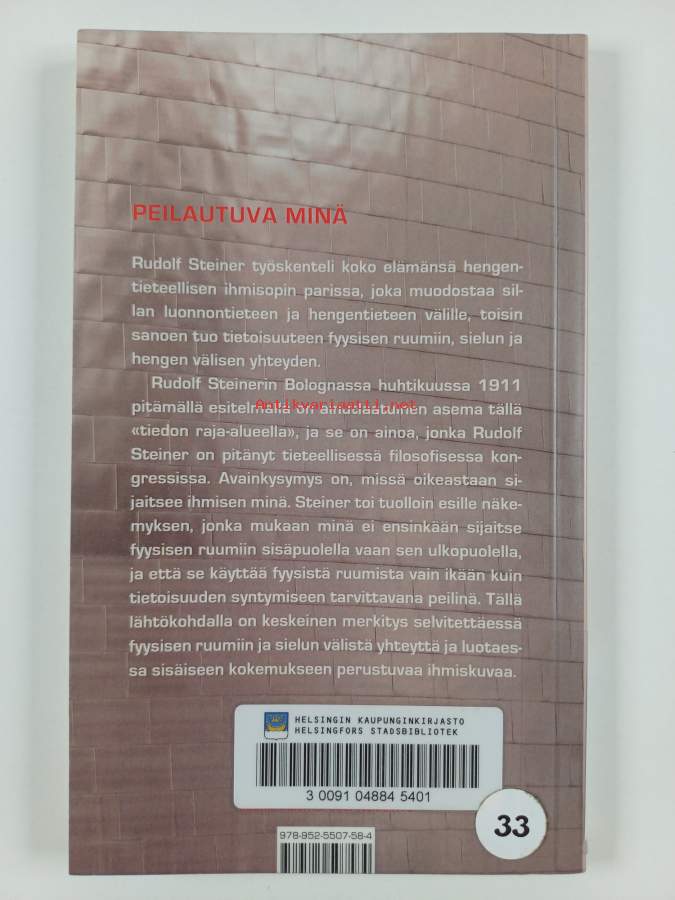 PEILAUTUVA MINÄ
Rudolf Steiner työskenteli koko elämänsä hengen-
tieteellisen ihmisopin parissa, joka muodostaa sil-
lan luonnontieteen ja hengentieteen välille, toisin
sanoen tuo tietoisuuteen fyysisen ruumiin, sielun ja
hengen välisen yhteyden.
Rudolf Steinerin Bolognassa huhtikuussa 1911
Antikvariaatti.net
pitämällä esitelmällä on ainutlaatuinen asema tällä
«tiedon raja-alueella», ja se on ainoa, jonka Rudolf
Steiner on pitänyt tieteellisessä filosofisessa kon-
gressissa. Avainkysymys on, missä oikeastaan si-
jaitsee ihmisen minä. Steiner toi tuolloin esille näke-
myksen, jonka mukaan minä ei ensinkään sijaitse
fyysisen ruumiin sisäpuolella vaan sen ulkopuolella,
ja että se käyttää fyysistä ruumista vain ikään kuin
tietoisuuden syntymiseen tarvittavana peilinä. Tällä
lähtökohdalla on keskeinen merkitys selvitettäessä
fyysisen ruumiin ja sielun välistä yhteyttä ja luotaes-
sa sisäiseen kokemukseen perustuvaa ihmiskuvaa.
HELSINGIN KAUPUNGINKIRJASTO
HELSINGFORS STADSBIBLIOTEK
3 0091 04884 5401
33
978-952-5507-58-4